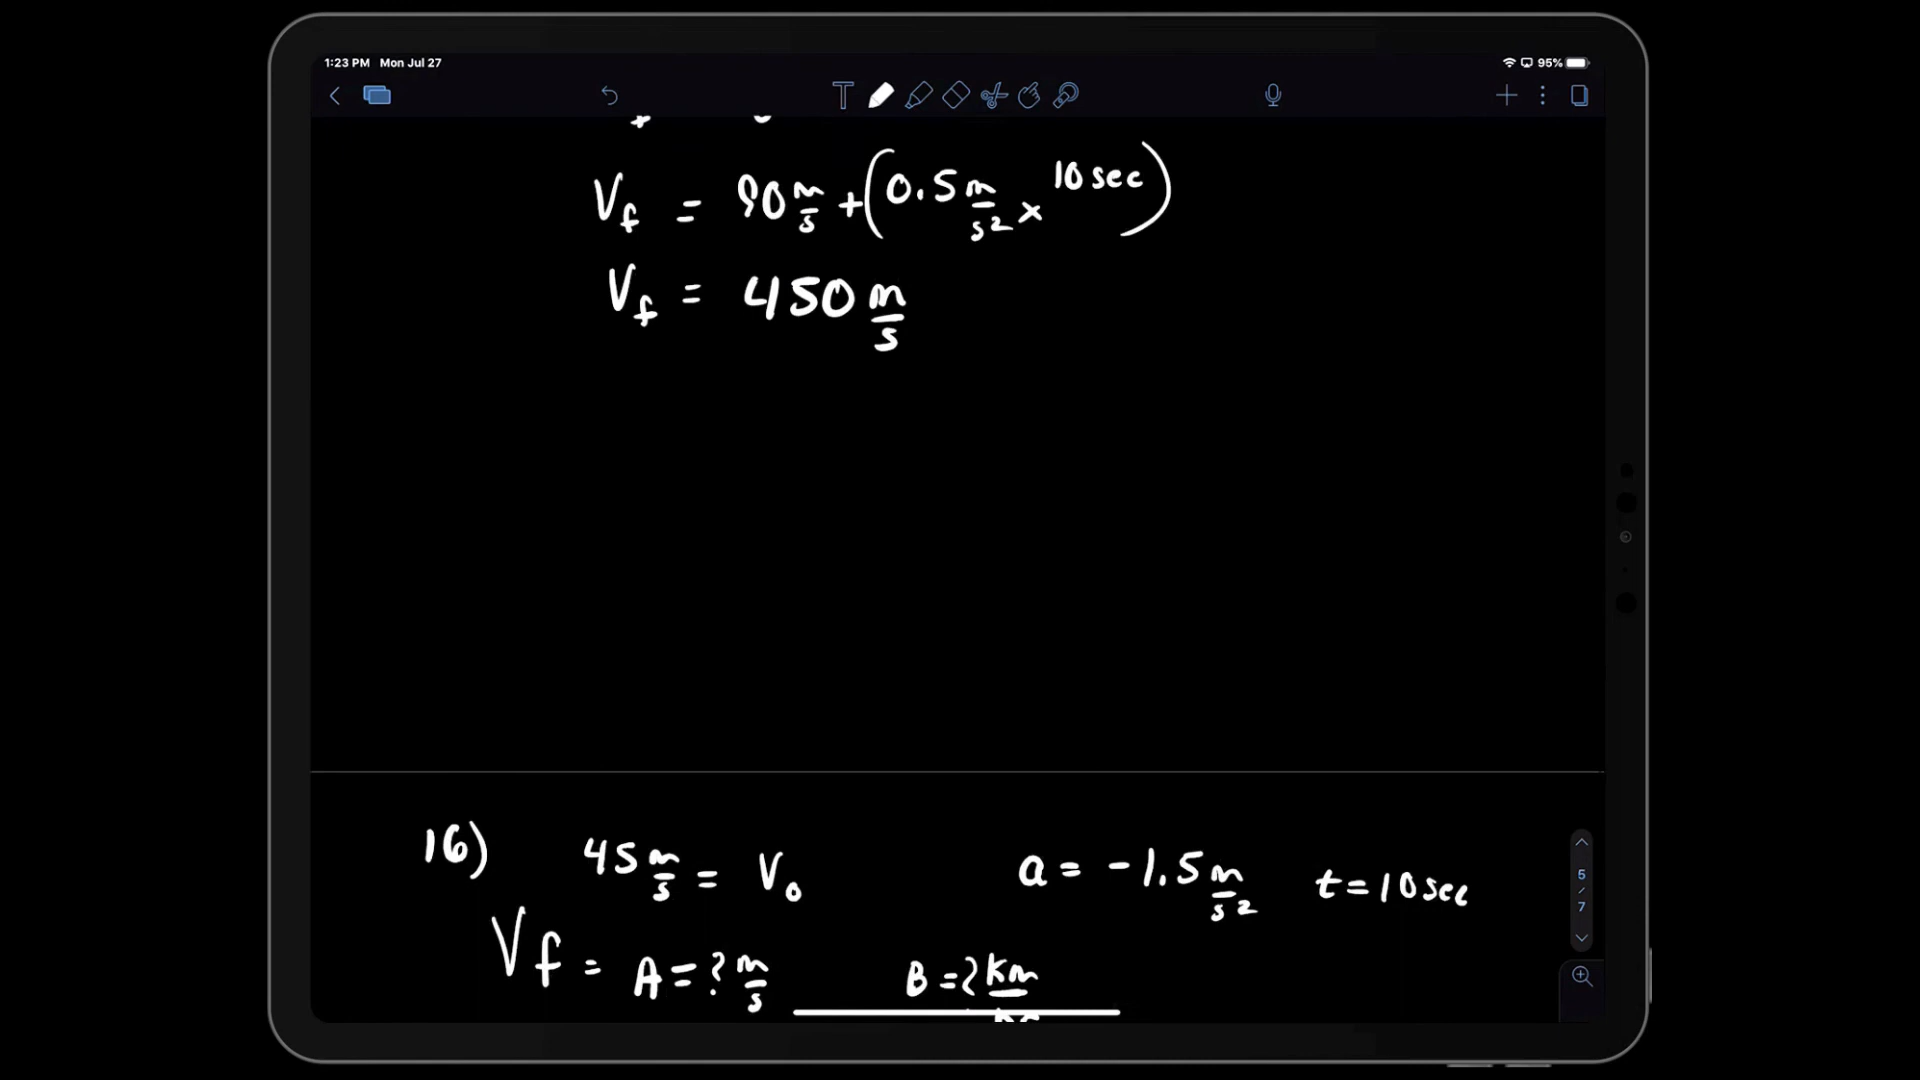 1:23 PM Mon Jul 27
95%
Vf = 90 m/s + (0.5 m/s² × 10 sec)
Vf = 450 m/s
16) 45 m/s = V₀ a = -1.5 m/s² t = 10 sec
Vf = A = ? m/s B = ? km
5
/
7